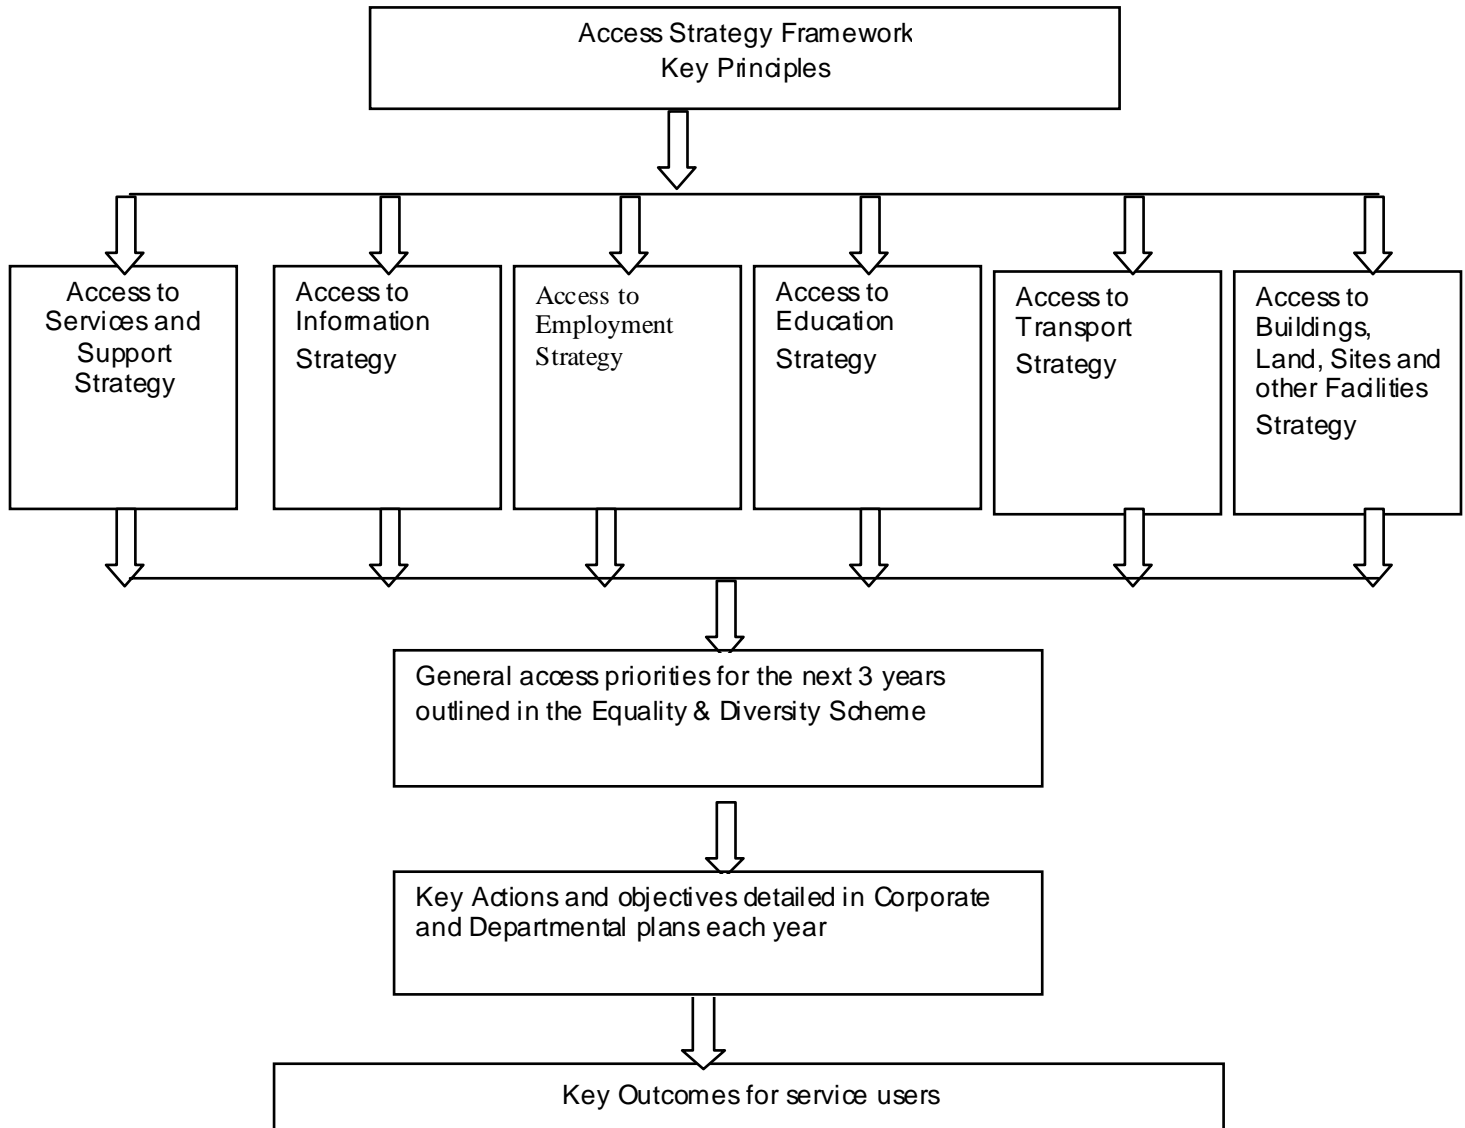 Access Strategy Framework
Key Principles
Access to
Services and
Support
Strategy
Access to
Information
Strategy
Access to
Employment
Strategy
Access to
Education
Strategy
Access to
Transport
Strategy
Access to
Buildings,
Land, Sites and
other Facilities
Strategy
General access priorities for the next 3 years
outlined in the Equality & Diversity Scheme
Key Actions and objectives detailed in Corporate
and Departmental plans each year
Key Outcomes for service users